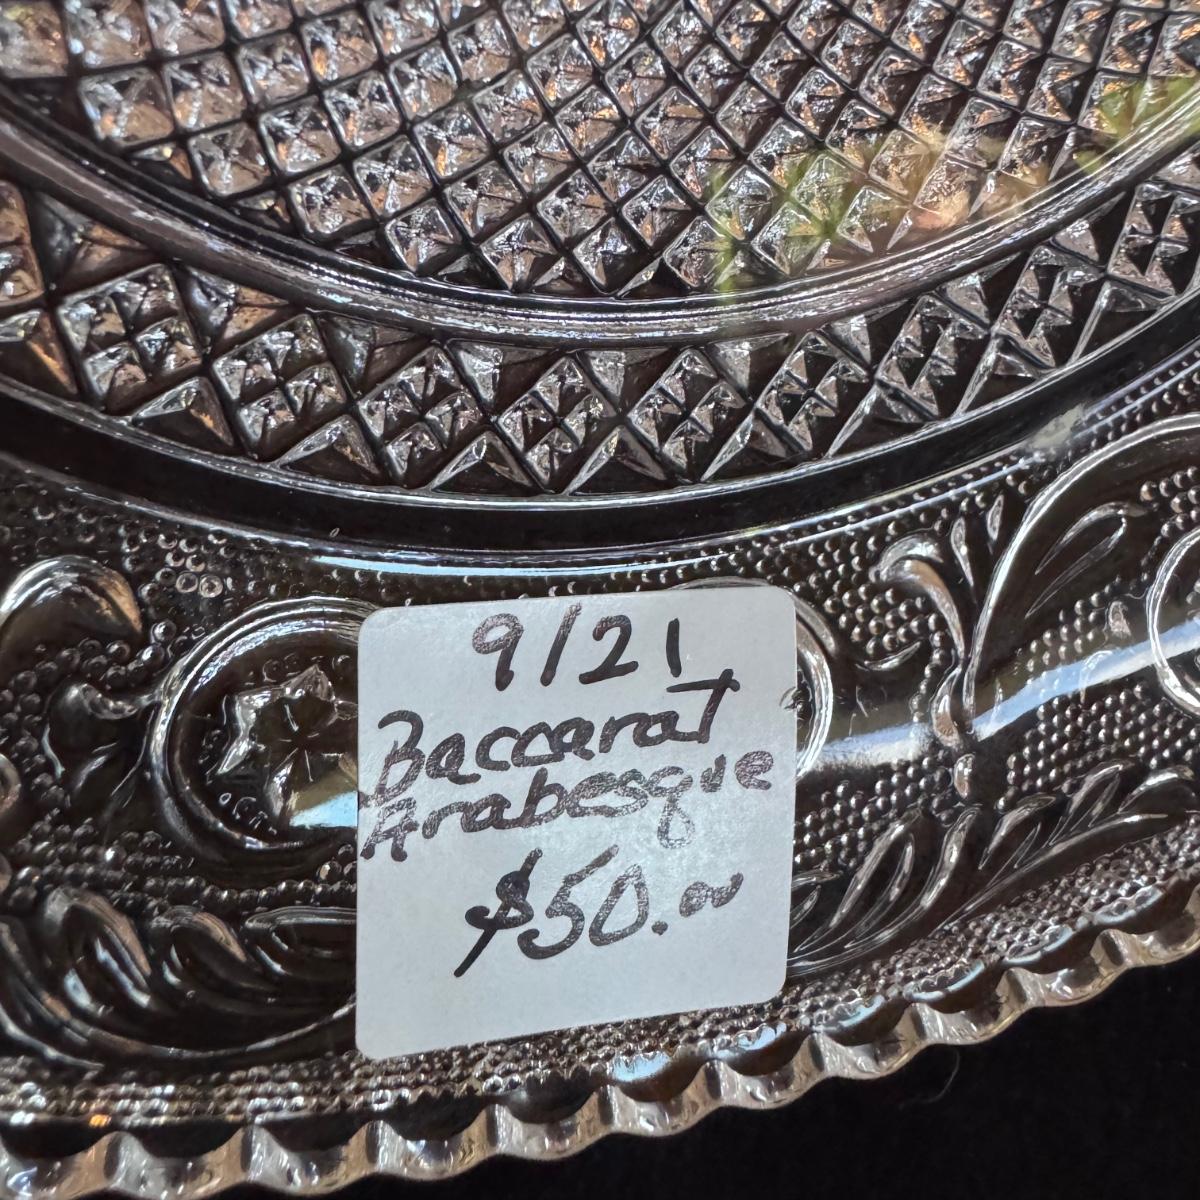 9/21
Baccarat
Arabesque
$50.00